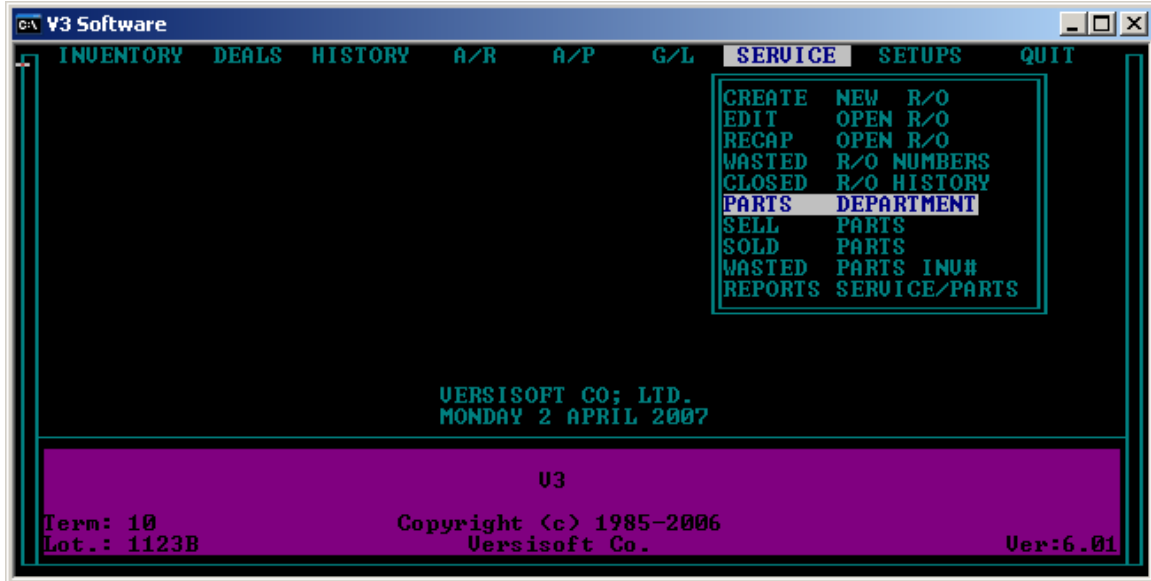 V3 Software
INVENTORY DEALS HISTORY A/R A/P G/L SERVICE SETUPS QUIT
CREATE NEW R/O
EDIT OPEN R/O
RECAP OPEN R/O
WASTED R/O NUMBERS
CLOSED R/O HISTORY
PARTS DEPARTMENT
SELL PARTS
SOLD PARTS
WASTED PARTS INV#
REPORTS SERVICE/PARTS
VERSISOFT CO; LTD.
MONDAY 2 APRIL 2007
V3
Term: 10 Copyright (c) 1985-2006
Lot.: 1123B Versisoft Co. Ver:6.01